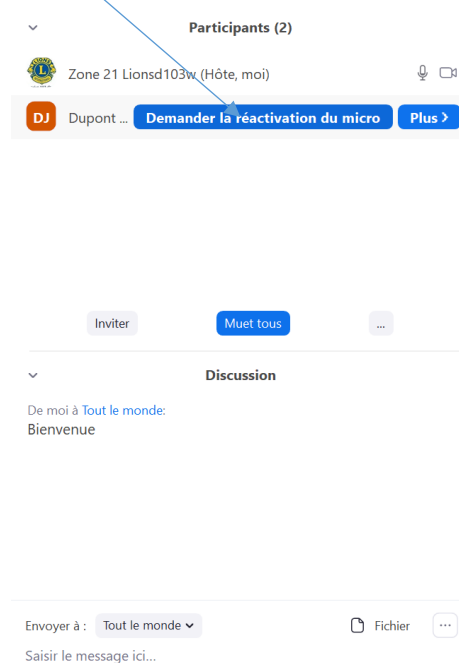 Participants (2)
Zone 21 Lionsd103w (Hôte, moi)
DJ Dupont ... Demander la réactivation du micro Plus >
Inviter Muet tous ...
Discussion
De moi à Tout le monde:
Bienvenue
Envoyer à : Tout le monde Fichier ...
Saisir le message ici...